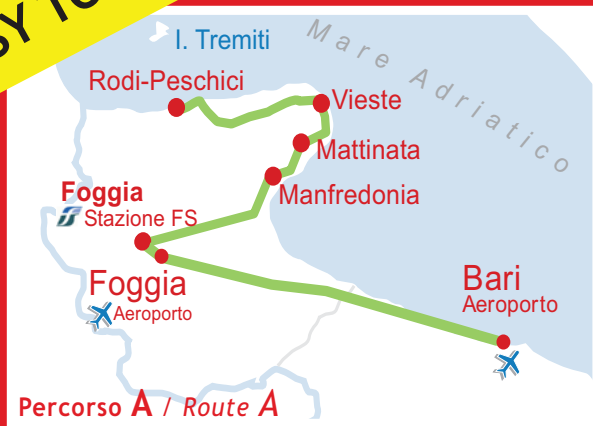 I. Tremiti
Mare Adriatico
Rodi-Peschici
Vieste
Mattinata
Manfredonia
Foggia
Stazione FS
Foggia
Aeroporto
Bari
Aeroporto
Percorso A / Route A